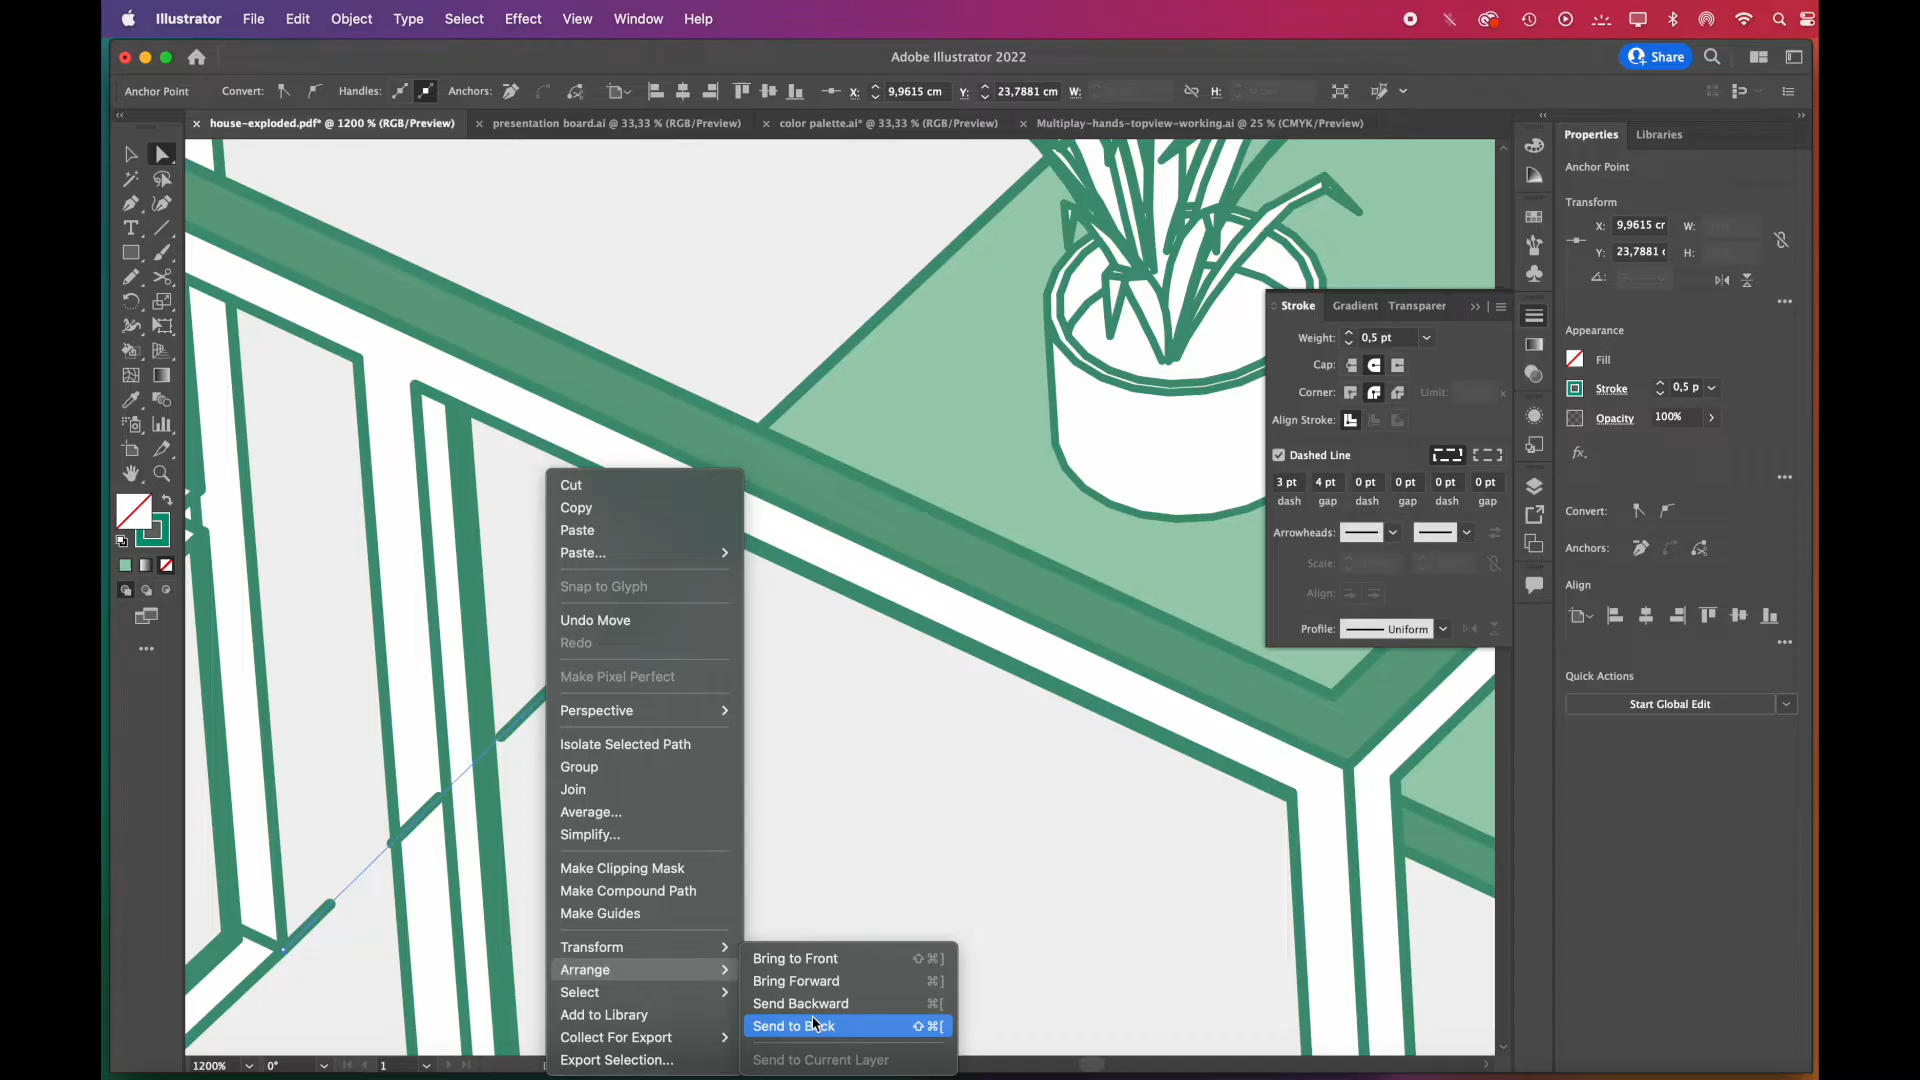 Illustrator File Edit Object Type Select Effect View Window Help
Adobe Illustrator 2022
Share
Anchor Point Convert: Handles: Anchors: X: 9,9615 cm Y: 23,7881 cm W: H:
× house-exploded.pdf* @ 1200 % (RGB/Preview) × presentation board.ai @ 33,33 % (RGB/Preview) × color palette.ai* @ 33,33 % (RGB/Preview) × Multiplay-hands-topview-working.ai @ 25 % (CMYK/Preview)
Properties Libraries
Anchor Point
Transform
X: 9,9615 cr W:
Y: 23,7881 H:
Appearance
Fill
Stroke 0,5 p
Opacity 100%
fx.
Convert:
Anchors:
Align
Quick Actions
Start Global Edit
Stroke Gradient Transparer
Weight: 0,5 pt
Cap:
Corner: Limit: x
Align Stroke:
Dashed Line
3 pt 4 pt 0 pt 0 pt 0 pt 0 pt
dash gap dash gap dash gap
Arrowheads:
Scale:
Align:
Profile: Uniform
Cut
Copy
Paste
Paste...
Snap to Glyph
Undo Move
Redo
Make Pixel Perfect
Perspective
Isolate Selected Path
Group
Join
Average...
Simplify...
Make Clipping Mask
Make Compound Path
Make Guides
Transform
Arrange
Select
Add to Library
Collect For Export
Export Selection...
Bring to Front ⇧⌘]
Bring Forward ⌘]
Send Backward ⌘[
Send to Back ⇧⌘[
Send to Current Layer
1200% 0° 1